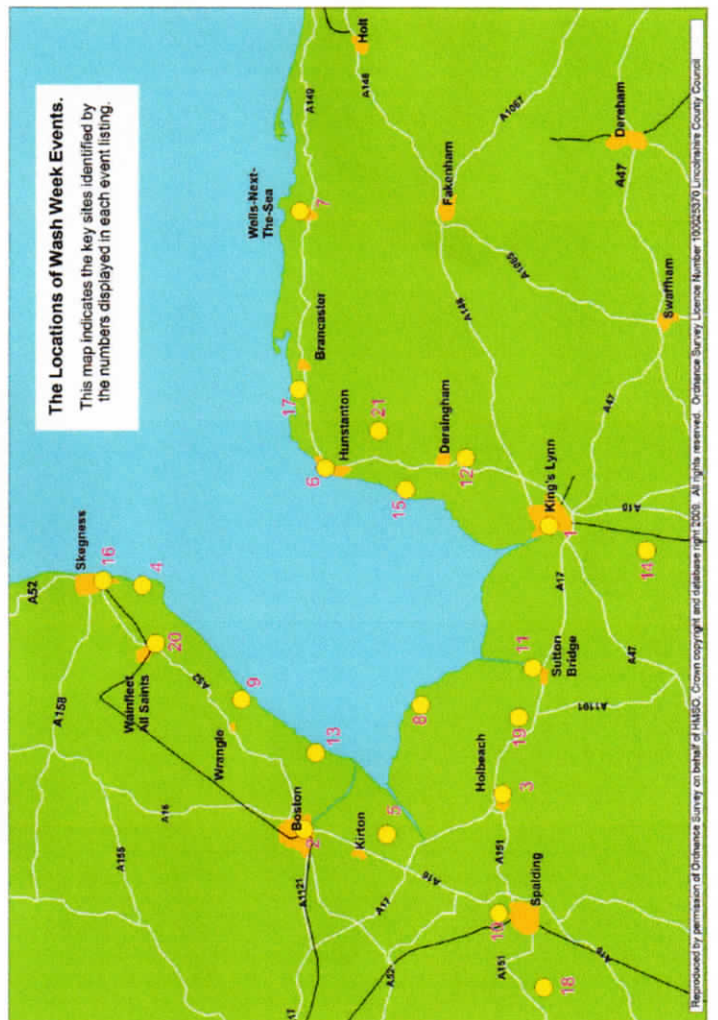 The Locations of Wash Week Events.
This map indicates the key sites identified by
the numbers displayed in each event listing.
A52
A158
Skegness
16
4
A155
A16
Wainfleet
All Saints
20
A52
Wrangle
9
13
Wells-Next-
The-Sea
7
A149
Holt
A148
Brancaster
17
Hunstanton
6
21
15
Boston
2
A1121
Kirton
5
A17
A17
A52
A16
8
Dersingham
12
Fakenham
A1067
A148
A1065
Holbeach
3
A151
19
11
Sutton
Bridge
King's Lynn
1
A17
A47
A10
A47
A1101
A151
Spalding
18
A16
14
Swaffham
A47
Dereham
Reproduced by permission of Ordnance Survey on behalf of HMSO. Crown copyright and database right 2009. All rights reserved. Ordnance Survey Licence Number 100025370 Lincolnshire County Council